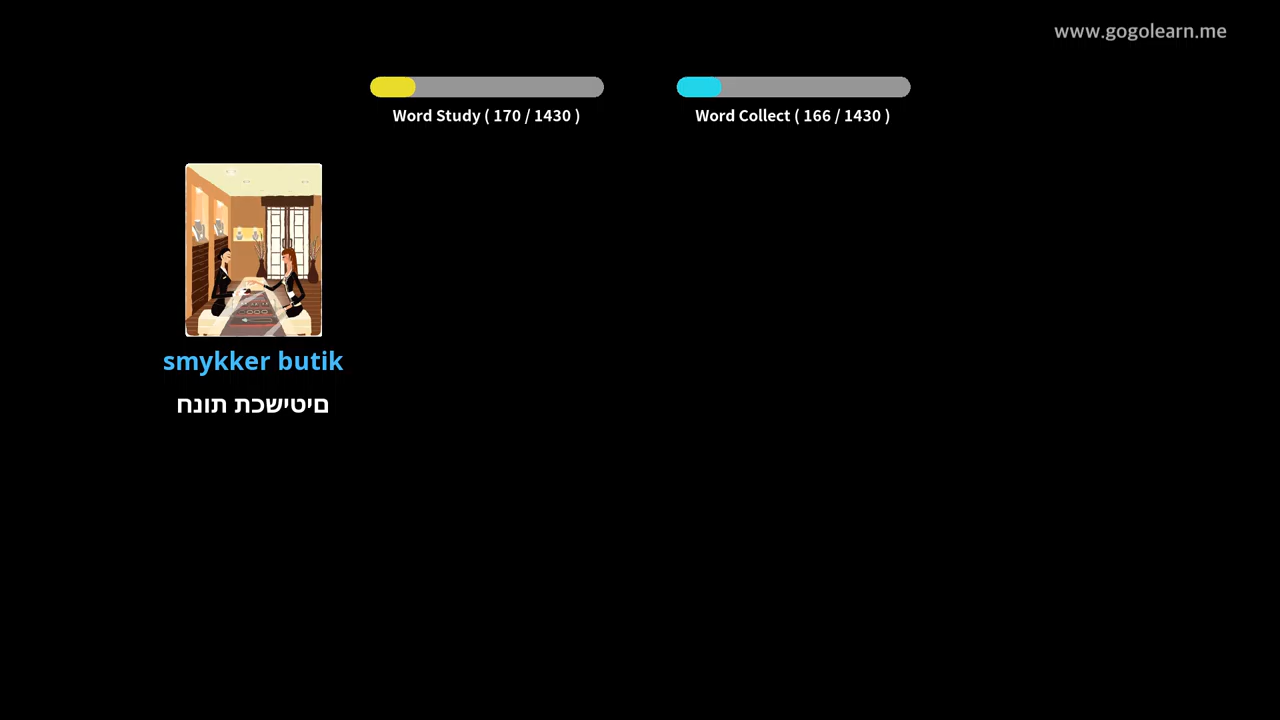 www.gogolearn.me
Word Study ( 170 / 1430 )
Word Collect ( 166 / 1430 )
smykker butik
חנות תכשיטים